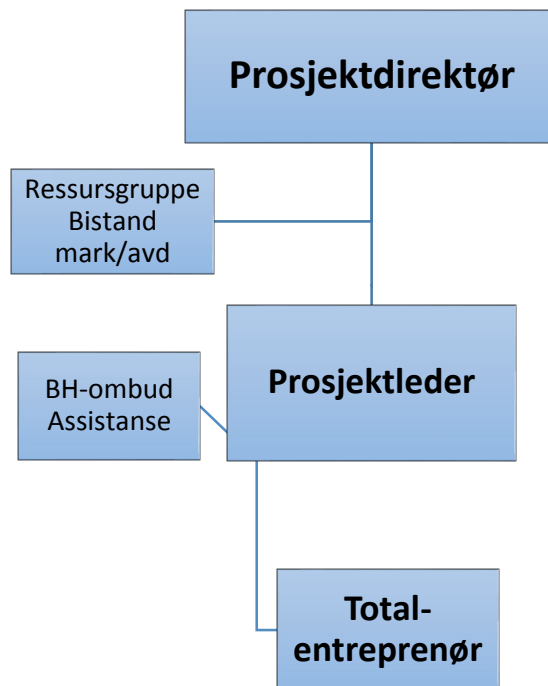 Prosjektdirektør
Ressursgruppe
Bistand
mark/avd
Prosjektleder
BH-ombud
Assistanse
Total-
entreprenør